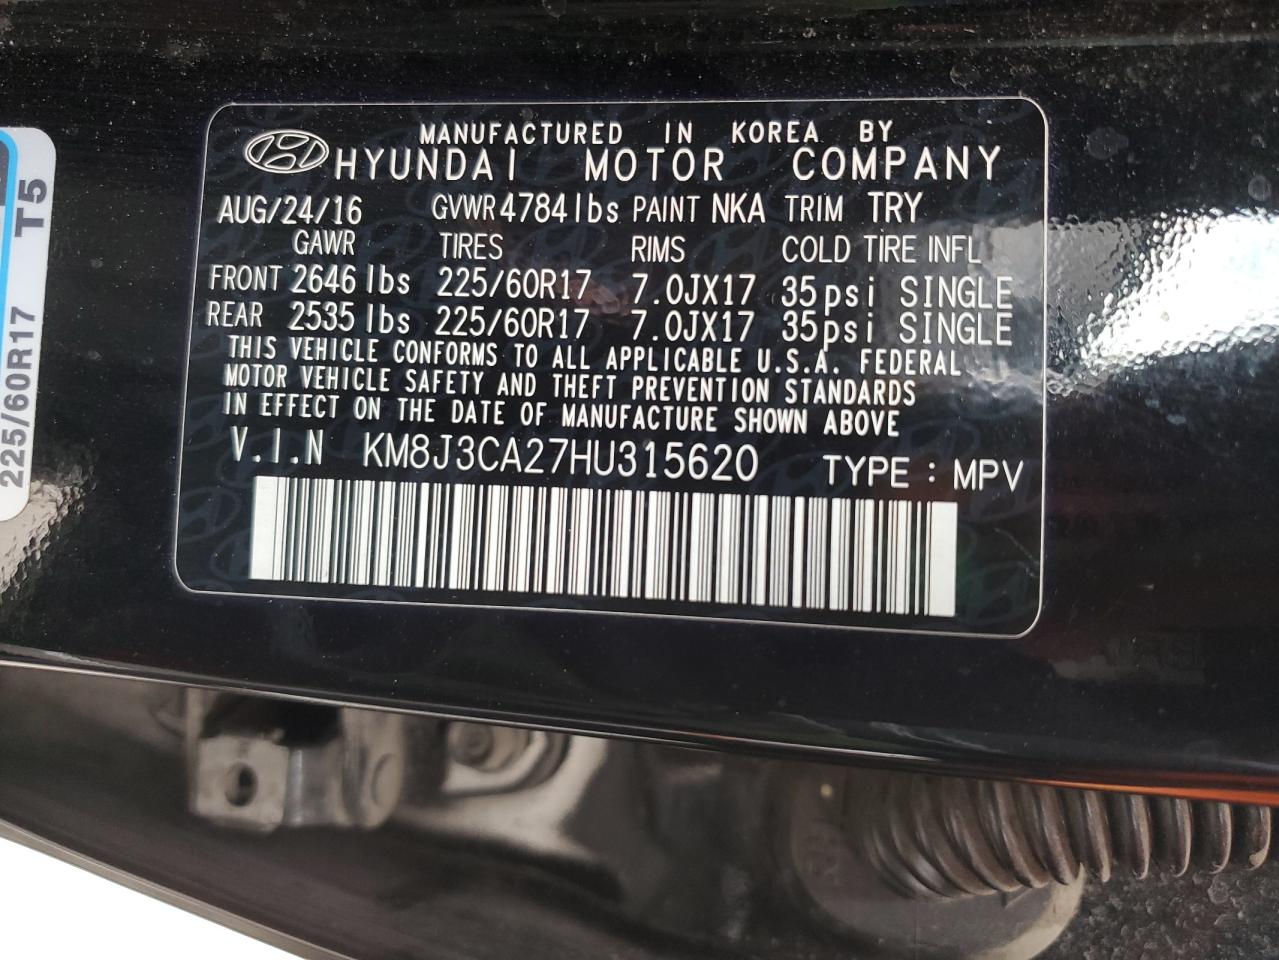 MANUFACTURED IN KOREA BY
HYUNDAI MOTOR COMPANY
AUG/24/16 GVWR 4784lbs PAINT NKA TRIM TRY
GAWR TIRES RIMS COLD TIRE INFL
FRONT 2646 lbs 225/60R17 7.0JX17 35psi SINGLE
REAR 2535 lbs 225/60R17 7.0JX17 35psi SINGLE
THIS VEHICLE CONFORMS TO ALL APPLICABLE U.S.A. FEDERAL
MOTOR VEHICLE SAFETY AND THEFT PREVENTION STANDARDS
IN EFFECT ON THE DATE OF MANUFACTURE SHOWN ABOVE
V.I.N KM8J3CA27HU315620 TYPE : MPV
225/60R17 T5